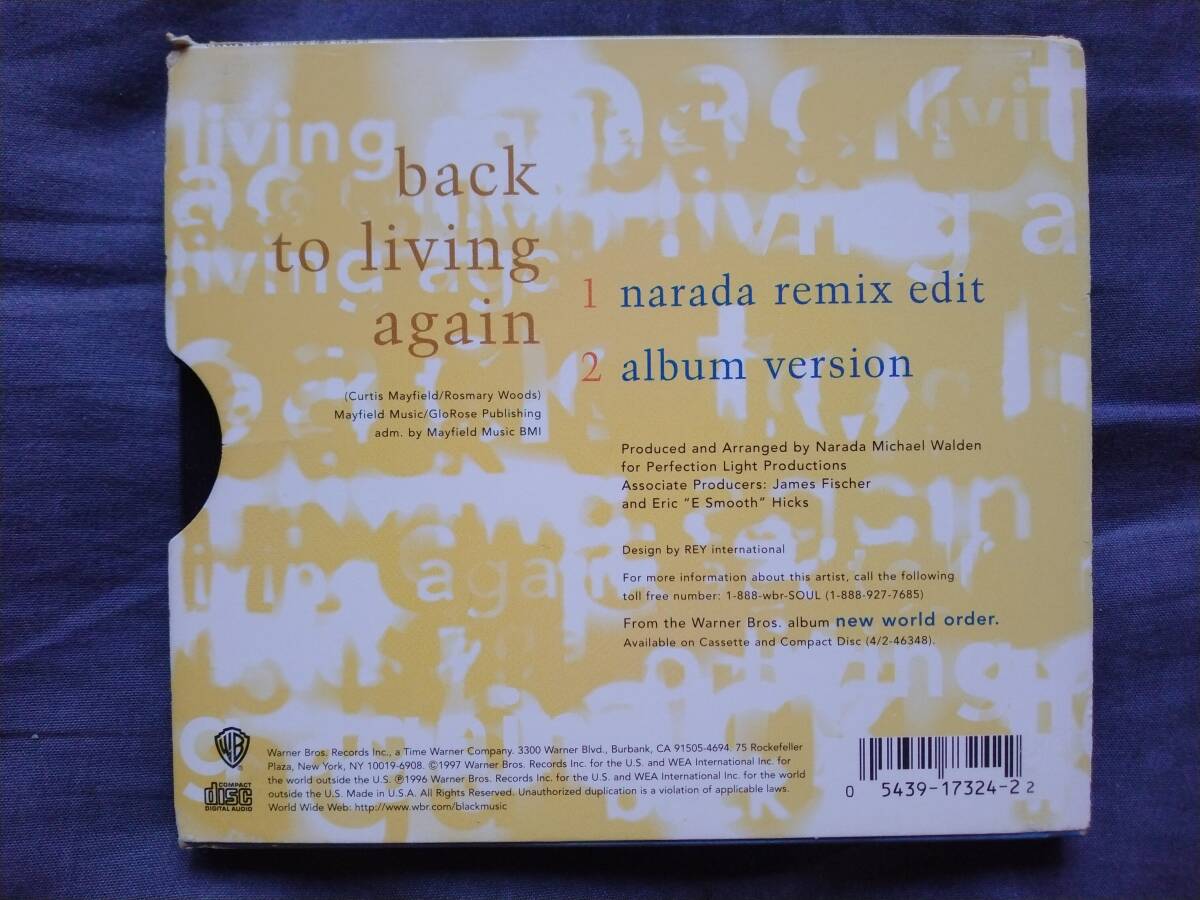 back
to living
again
(Curtis Mayfield/Rosmary Woods)
Mayfield Music/GloRose Publishing
adm. by Mayfield Music BMI
1 narada remix edit
2 album version
Produced and Arranged by Narada Michael Walden
for Perfection Light Productions
Associate Producers: James Fischer
and Eric “E Smooth” Hicks
Design by REY international
For more information about this artist, call the following
toll free number: 1-888-wbr-SOUL (1-888-927-7685)
From the Warner Bros. album new world order.
Available on Cassette and Compact Disc (4/2-46348).
WB
COMPACT
disc
DIGITAL AUDIO
Warner Bros. Records Inc., a Time Warner Company. 3300 Warner Blvd., Burbank, CA 91505-4694. 75 Rockefeller
Plaza, New York, NY 10019-6908. ©1997 Warner Bros. Records Inc. for the U.S. and WEA International Inc. for
the world outside the U.S. ℗1996 Warner Bros. Records Inc. for the U.S. and WEA International Inc. for the world
outside the U.S. Made in U.S.A. All Rights Reserved. Unauthorized duplication is a violation of applicable laws.
World Wide Web: http://www.wbr.com/blackmusic
0 5439-17324-2 2
living
living again
living a
again
back